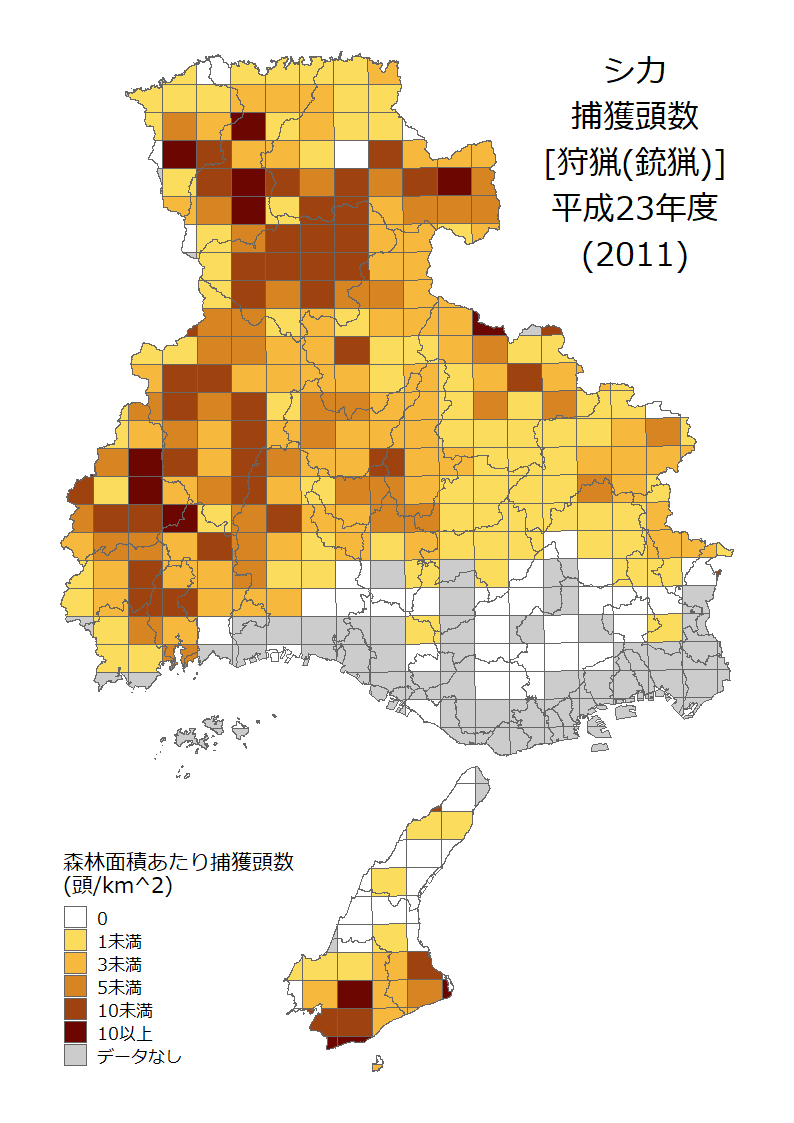 シカ
捕獲頭数
[狩猟(銃猟)]
平成23年度
(2011)
森林面積あたり捕獲頭数
(頭/km^2)
0
1未満
3未満
5未満
10未満
10以上
データなし